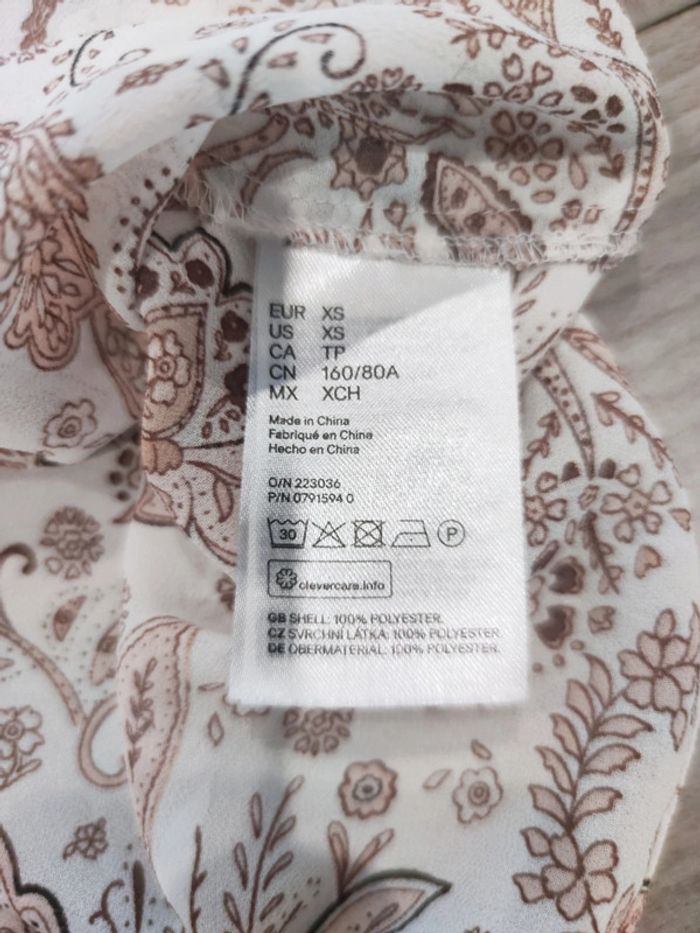 EUR XS
US XS
CA TP
CN 160/80A
MX XCH
Made in China
Fabriqué en China
Hecho en China
O/N 223036
P/N 0791594 0
30 P
clevercare.info
GB SHELL: 100% POLYESTER.
CZ SVRCHNÍ LÁTKA: 100% POLYESTER.
DE OBERMATERIAL: 100% POLYESTER.